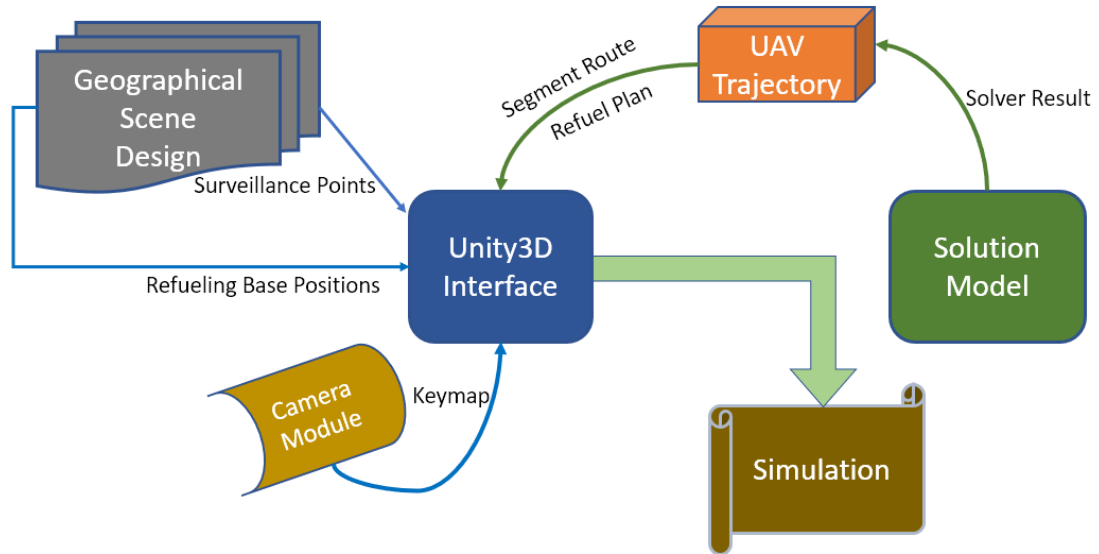 Geographical
Scene
Design
Surveillance Points
Refueling Base Positions
Segment Route
Refuel Plan
UAV
Trajectory
Solver Result
Unity3D
Interface
Solution
Model
Camera
Module
Keymap
Simulation